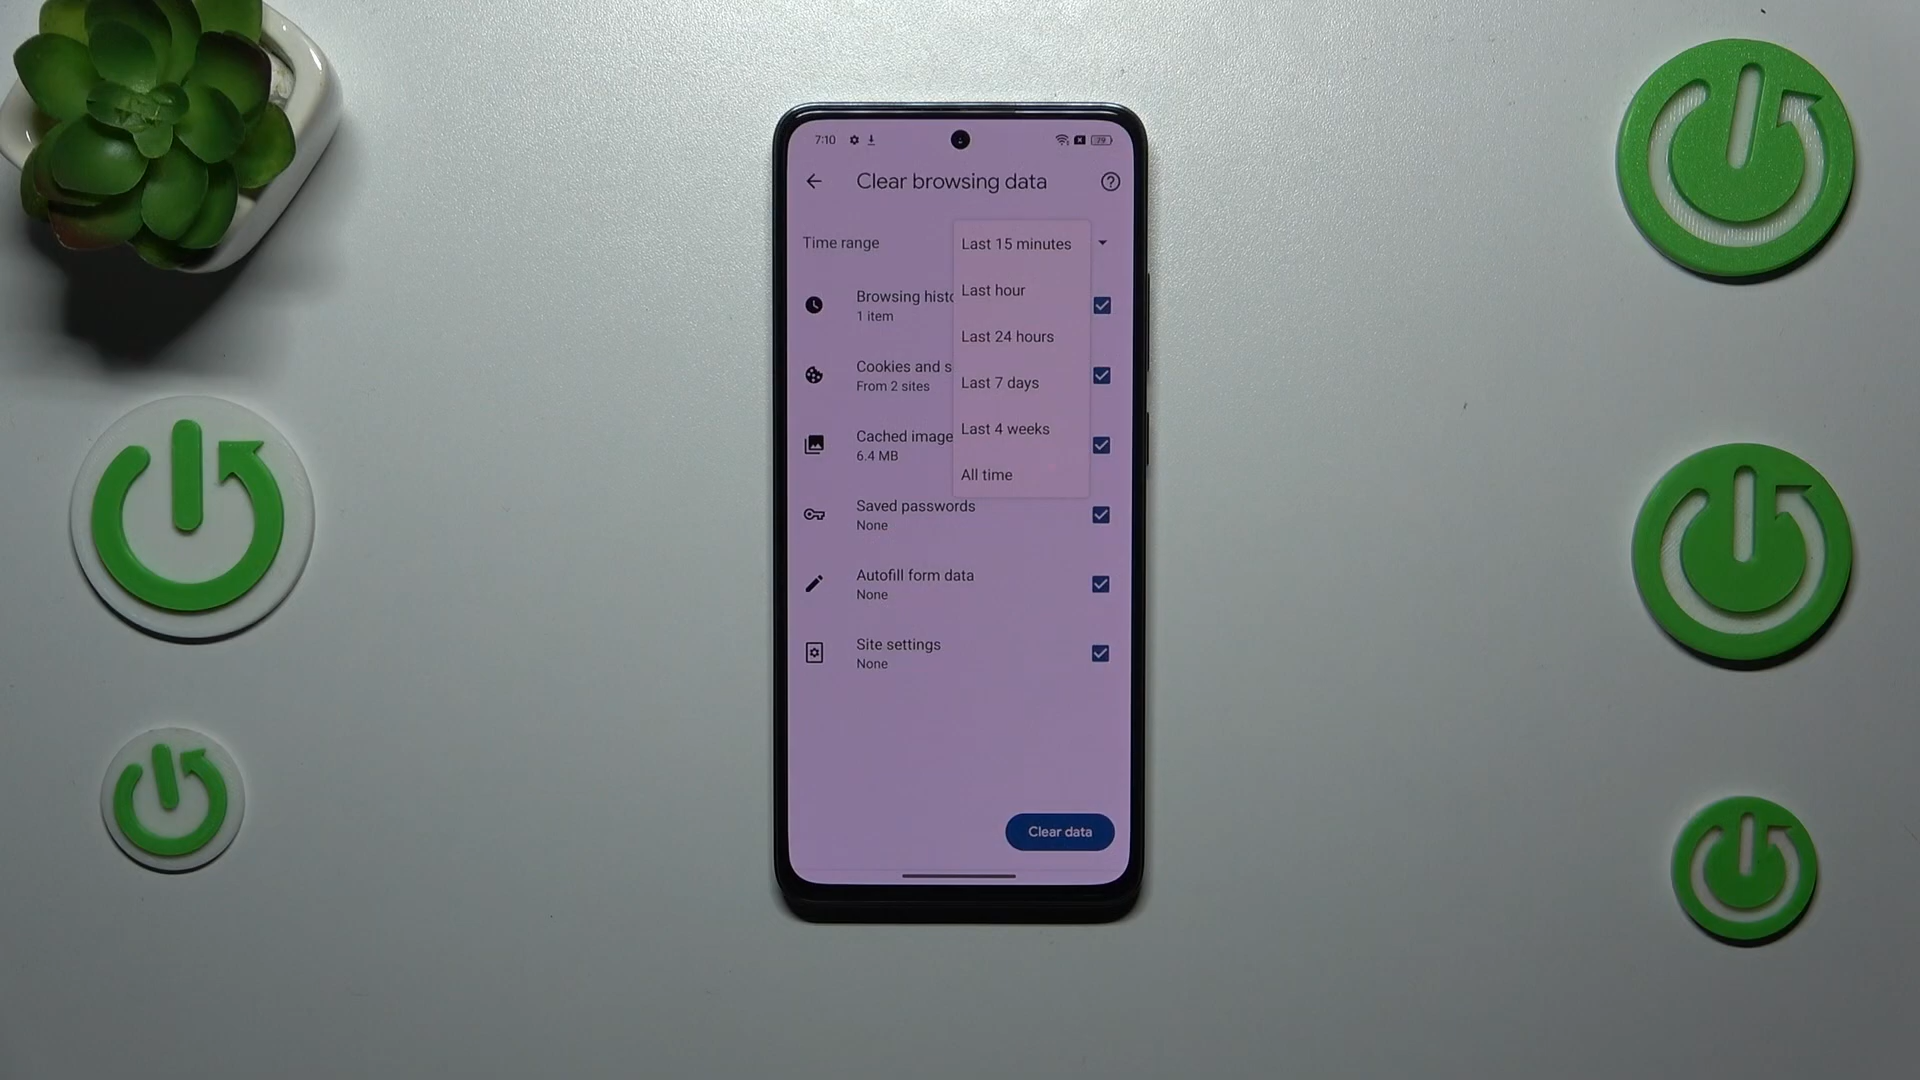 7:10
79
Clear browsing data
Time range
Last 15 minutes
Last hour
Last 24 hours
Last 7 days
Last 4 weeks
All time
Browsing histo
1 item
Cookies and s
From 2 sites
Cached image
6.4 MB
Saved passwords
None
Autofill form data
None
Site settings
None
Clear data